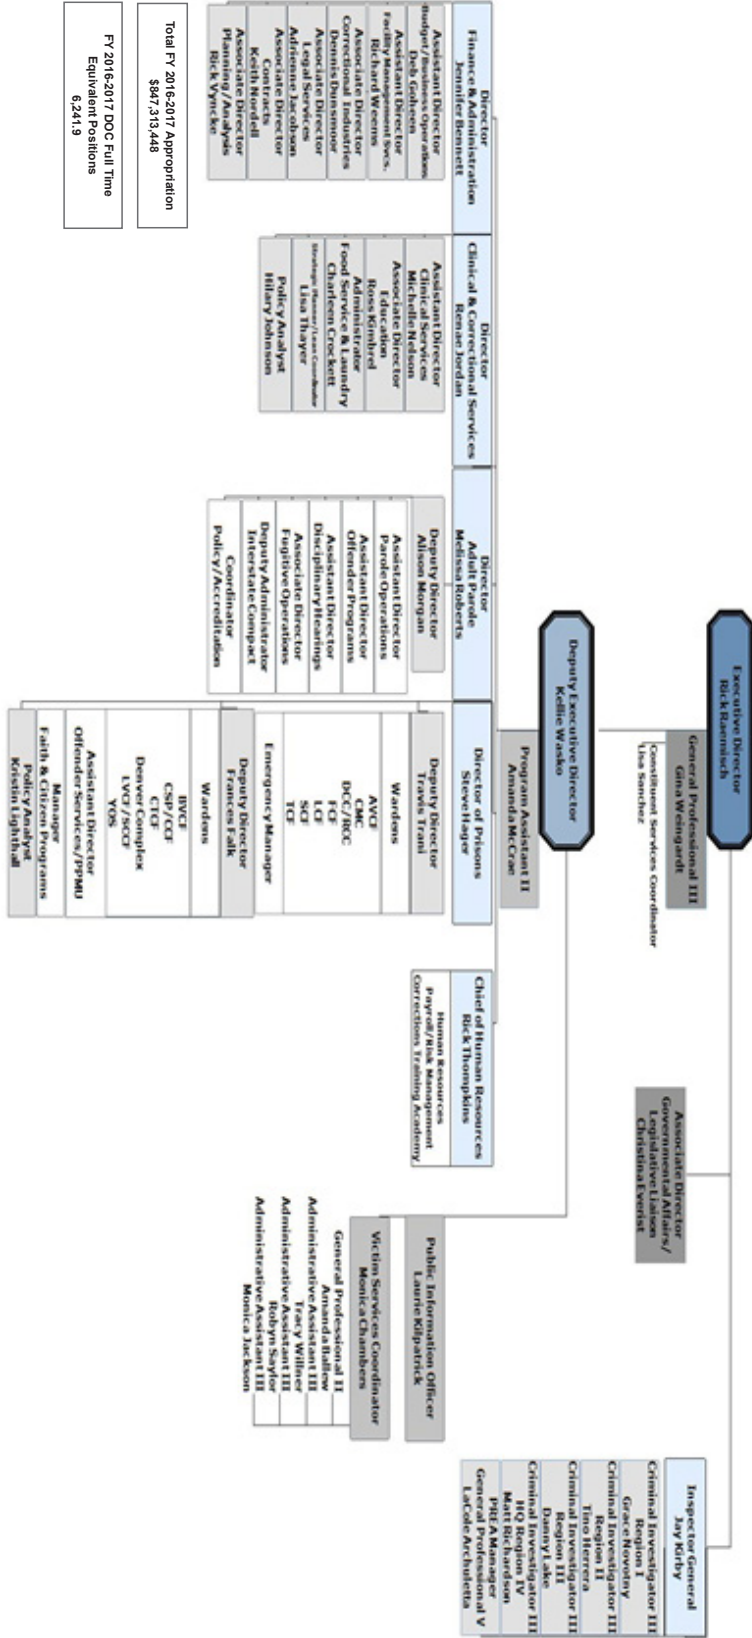 Executive Director
Rick Raemisch
General Professional III
Gina Weingardt
Constituent Services Coordinator
Lisa Sanchez
Associate Director
Governmental Affairs/
Legislative Liaison
Christina Everist
Inspector General
Jay Kirby
Criminal Investigator III
Region I
Grace Novotny
Criminal Investigator III
Region II
Tino Herrera
Criminal Investigator III
Region III
Danny Lake
Criminal Investigator III
HQ Region IV
Matt Richardson
PREA Manager
General Professional V
LaCole Archuletta
Deputy Executive Director
Kellie Wasko
Program Assistant II
Amanda McCrae
Public Information Officer
Laurie Kilpatrick
Victim Services Coordinator
Monica Chambers
General Professional II
Amanda Ballew
Administrative Assistant III
Tracy Willner
Administrative Assistant III
Robyn Saylor
Administrative Assistant III
Monica Jackson
Director
Finance & Administration
Jennifer Bennett
Assistant Director
Budget/Business Operations
Deb Goheen
Assistant Director
Facility Management Svcs.
Richard Weems
Associate Director
Correctional Industries
Dennis Dunsmoor
Associate Director
Legal Services
Adrienne Jacobson
Associate Director
Contracts
Keith Nordell
Associate Director
Planning/Analysis
Rick Vyncke
Director
Clinical & Correctional Services
Renae Jordan
Assistant Director
Clinical Services
Michelle Nelson
Associate Director
Education
Ross Kimbrel
Administrator
Food Service & Laundry
Charleen Crockett
Strategic Planner/Lean Coordinator
Lisa Thayer
Policy Analyst
Hilary Johnson
Director
Adult Parole
Melissa Roberts
Deputy Director
Alison Morgan
Assistant Director
Parole Operations
Assistant Director
Offender Programs
Assistant Director
Disciplinary Hearings
Associate Director
Fugitive Operations
Deputy Administrator
Interstate Compact
Coordinator
Policy/Accreditation
Director of Prisons
Steve Hager
Deputy Director
Travis Trani
Wardens
AVCF
CMC
DCC/RCC
FCF
LCF
SCF
TCF
Emergency Manager
Deputy Director
Frances Falk
Wardens
BVCF
CSP/CCF
CTCF
Denver Complex
LVCF/SCCF
YOS
Assistant Director
Offender Services/PPMU
Manager
Faith & Citizen Programs
Policy Analyst
Kristin Lighthall
Chief of Human Resources
Rick Thompkins
Human Resources
Payroll/Risk Management
Corrections Training Academy
Total FY 2016-2017 Appropriation
$847,313,448
FY 2016-2017 DOC Full Time
Equivalent Positions
6,241.9